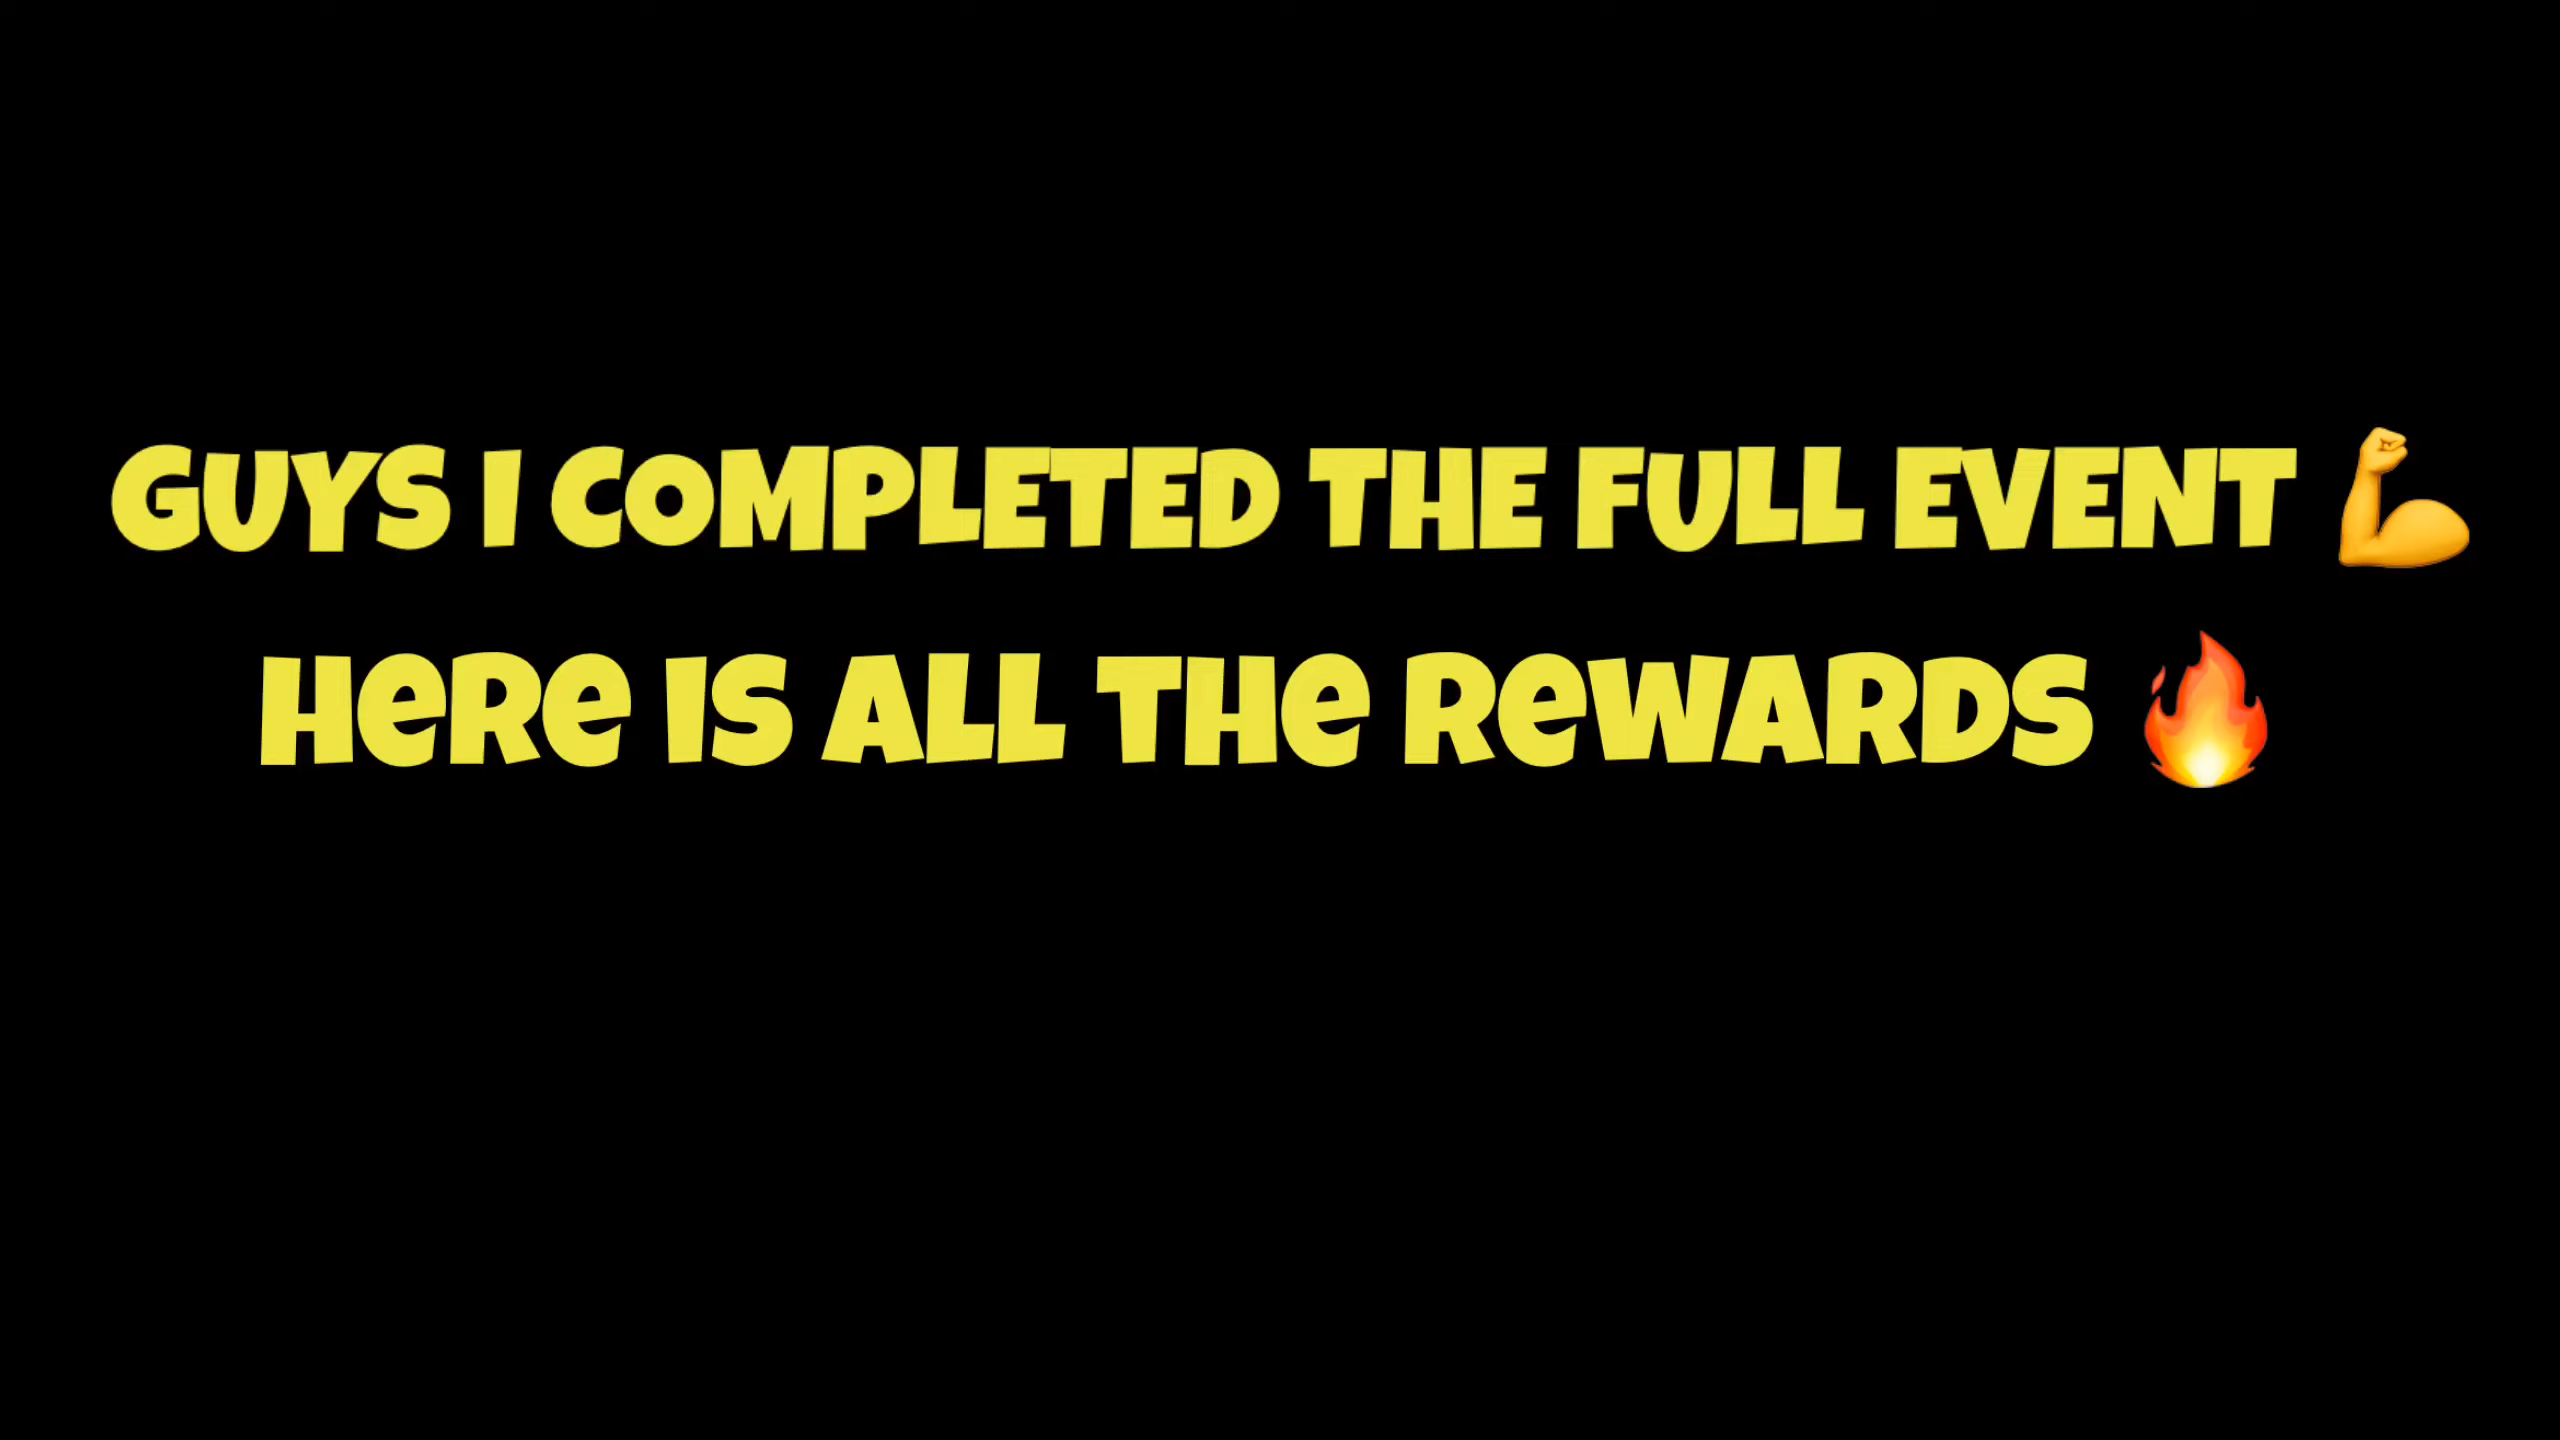 GUYS I COMPLETED THE FULL EVENT 💪
HeRe IS ALL THe ReWARDS 🔥